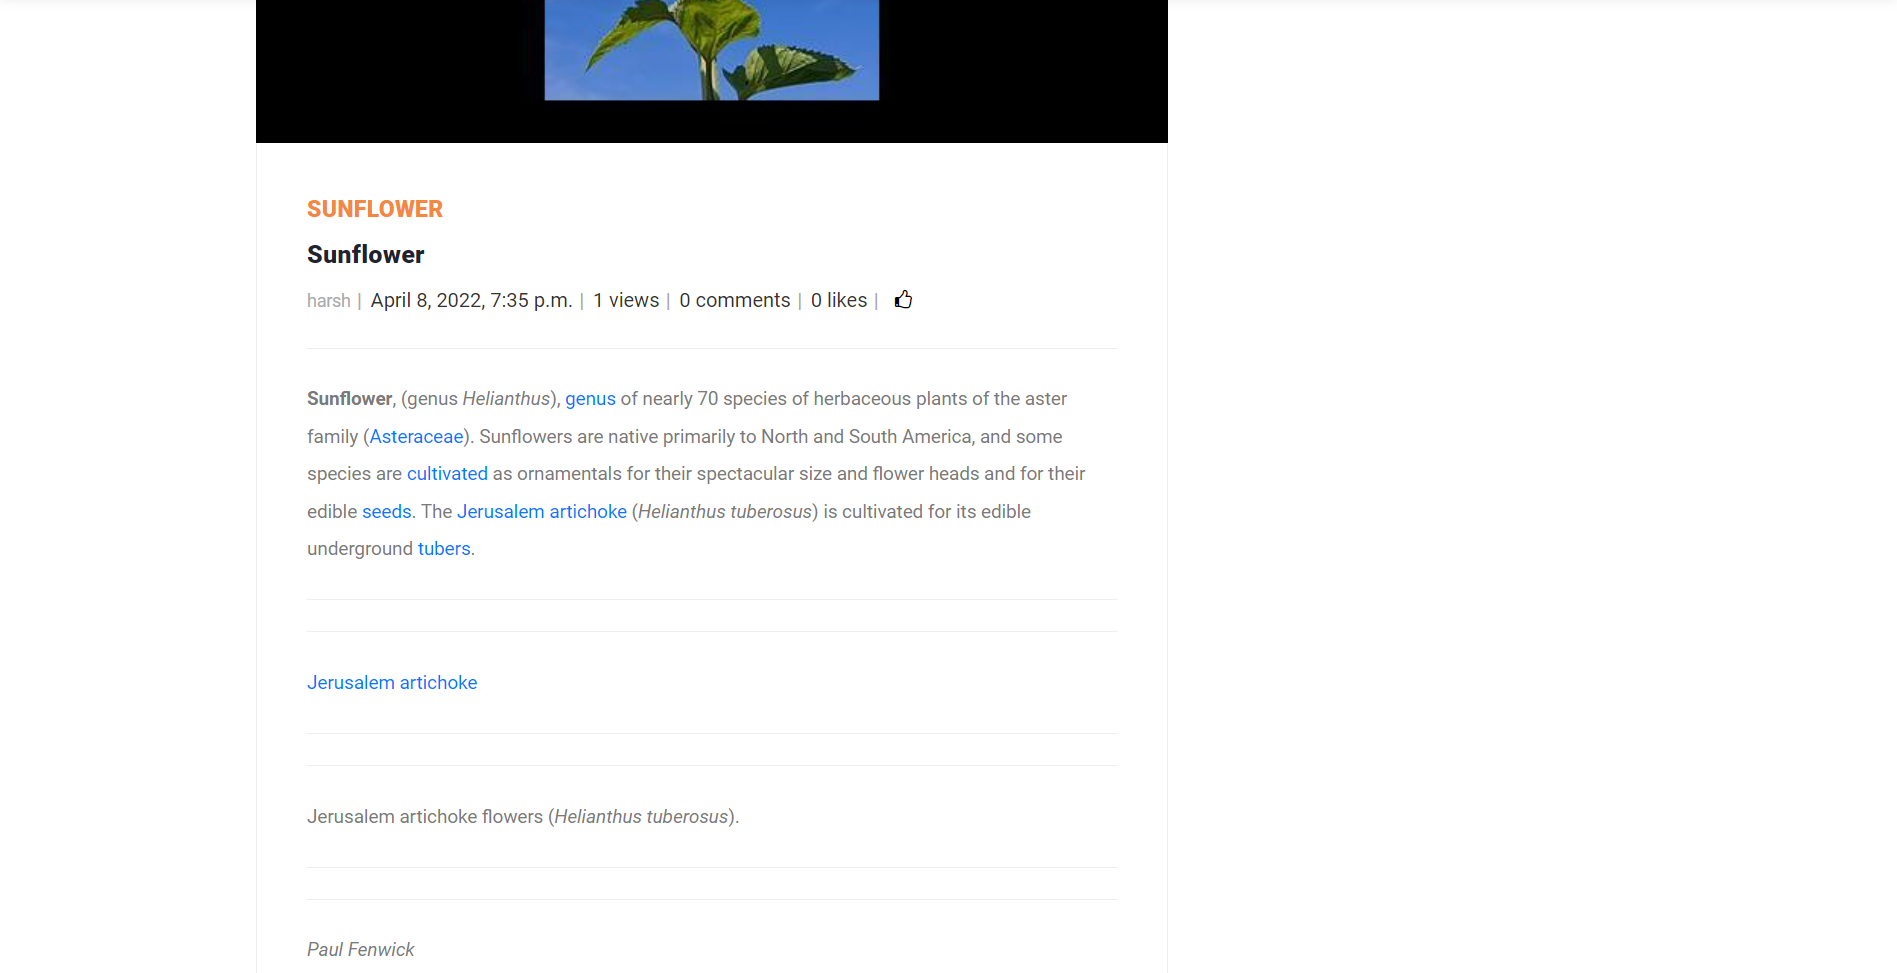 SUNFLOWER
Sunflower
harsh | April 8, 2022, 7:35 p.m. | 1 views | 0 comments | 0 likes |
Sunflower, (genus Helianthus), genus of nearly 70 species of herbaceous plants of the aster
family (Asteraceae). Sunflowers are native primarily to North and South America, and some
species are cultivated as ornamentals for their spectacular size and flower heads and for their
edible seeds. The Jerusalem artichoke (Helianthus tuberosus) is cultivated for its edible
underground tubers.
Jerusalem artichoke
Jerusalem artichoke flowers (Helianthus tuberosus).
Paul Fenwick